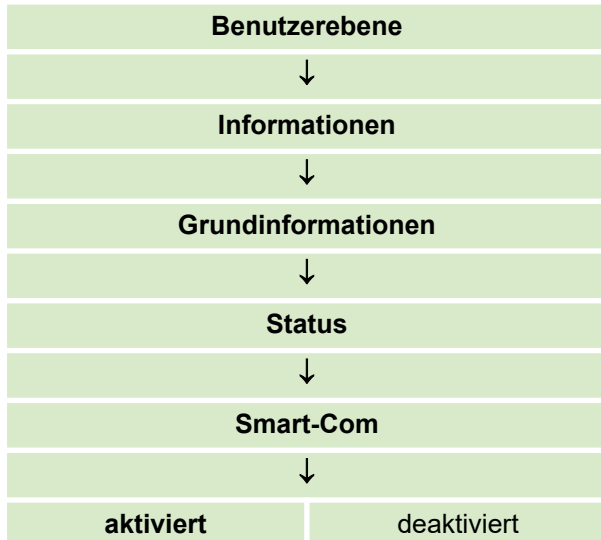 Benutzerebene
↓
Informationen
↓
Grundinformationen
↓
Status
↓
Smart-Com
↓
aktiviert deaktiviert